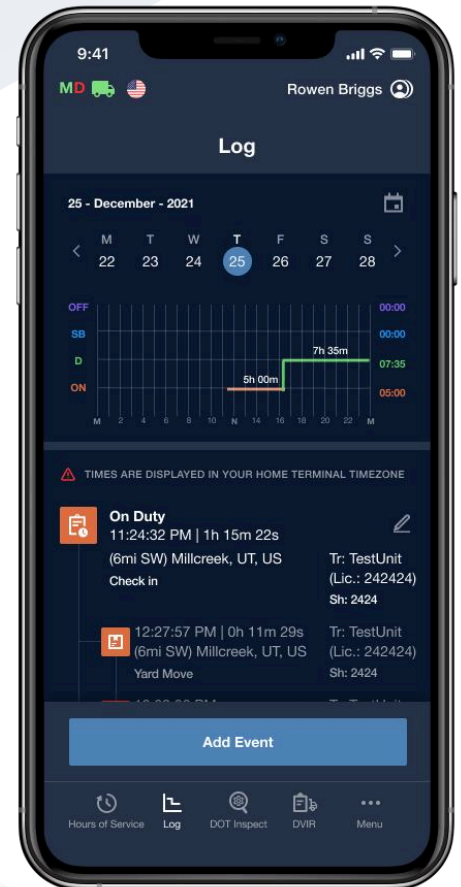 9:41
MD
Rowen Briggs
Log
25 - December - 2021
M T W T F S S
22 23 24 25 26 27 28
OFF 00:00
SB 00:00
7h 35m
D 07:35
5h 00m
ON 05:00
M 2 4 6 8 10 N 14 16 18 20 22 M
TIMES ARE DISPLAYED IN YOUR HOME TERMINAL TIMEZONE
On Duty
11:24:32 PM | 1h 15m 22s
(6mi SW) Millcreek, UT, US
Check in
Tr: TestUnit
(Lic.: 242424)
Sh: 2424
12:27:57 PM | 0h 11m 29s
(6mi SW) Millcreek, UT, US
Yard Move
Tr: TestUnit
(Lic.: 242424)
Sh: 2424
Add Event
Hours of Service Log DOT Inspect DVIR Menu